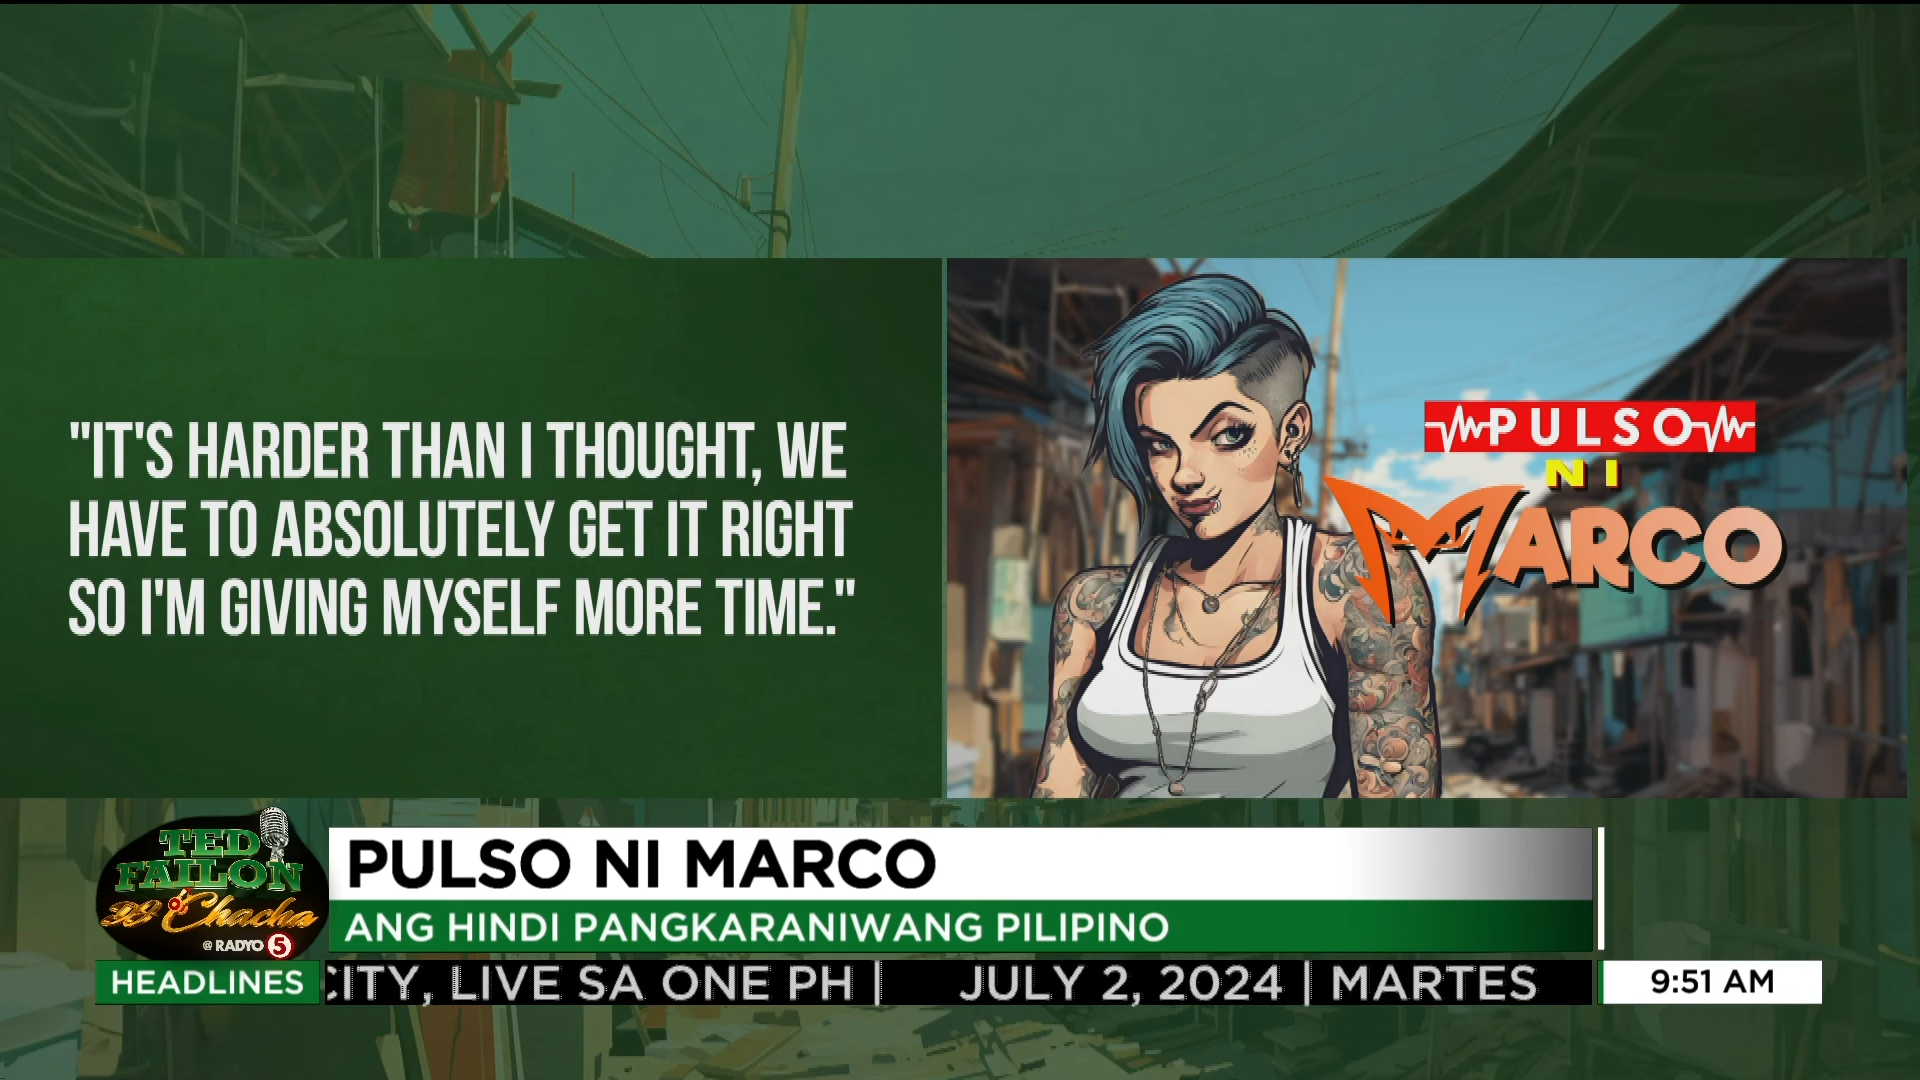 "IT'S HARDER THAN I THOUGHT, WE
HAVE TO ABSOLUTELY GET IT RIGHT
SO I'M GIVING MYSELF MORE TIME."
PULSO
NI
MARCO
TED
FAILON
& Chacha
@ RADYO 5
PULSO NI MARCO
ANG HINDI PANGKARANIWANG PILIPINO
HEADLINES
CITY, LIVE SA ONE PH | JULY 2, 2024 | MARTES
9:51 AM